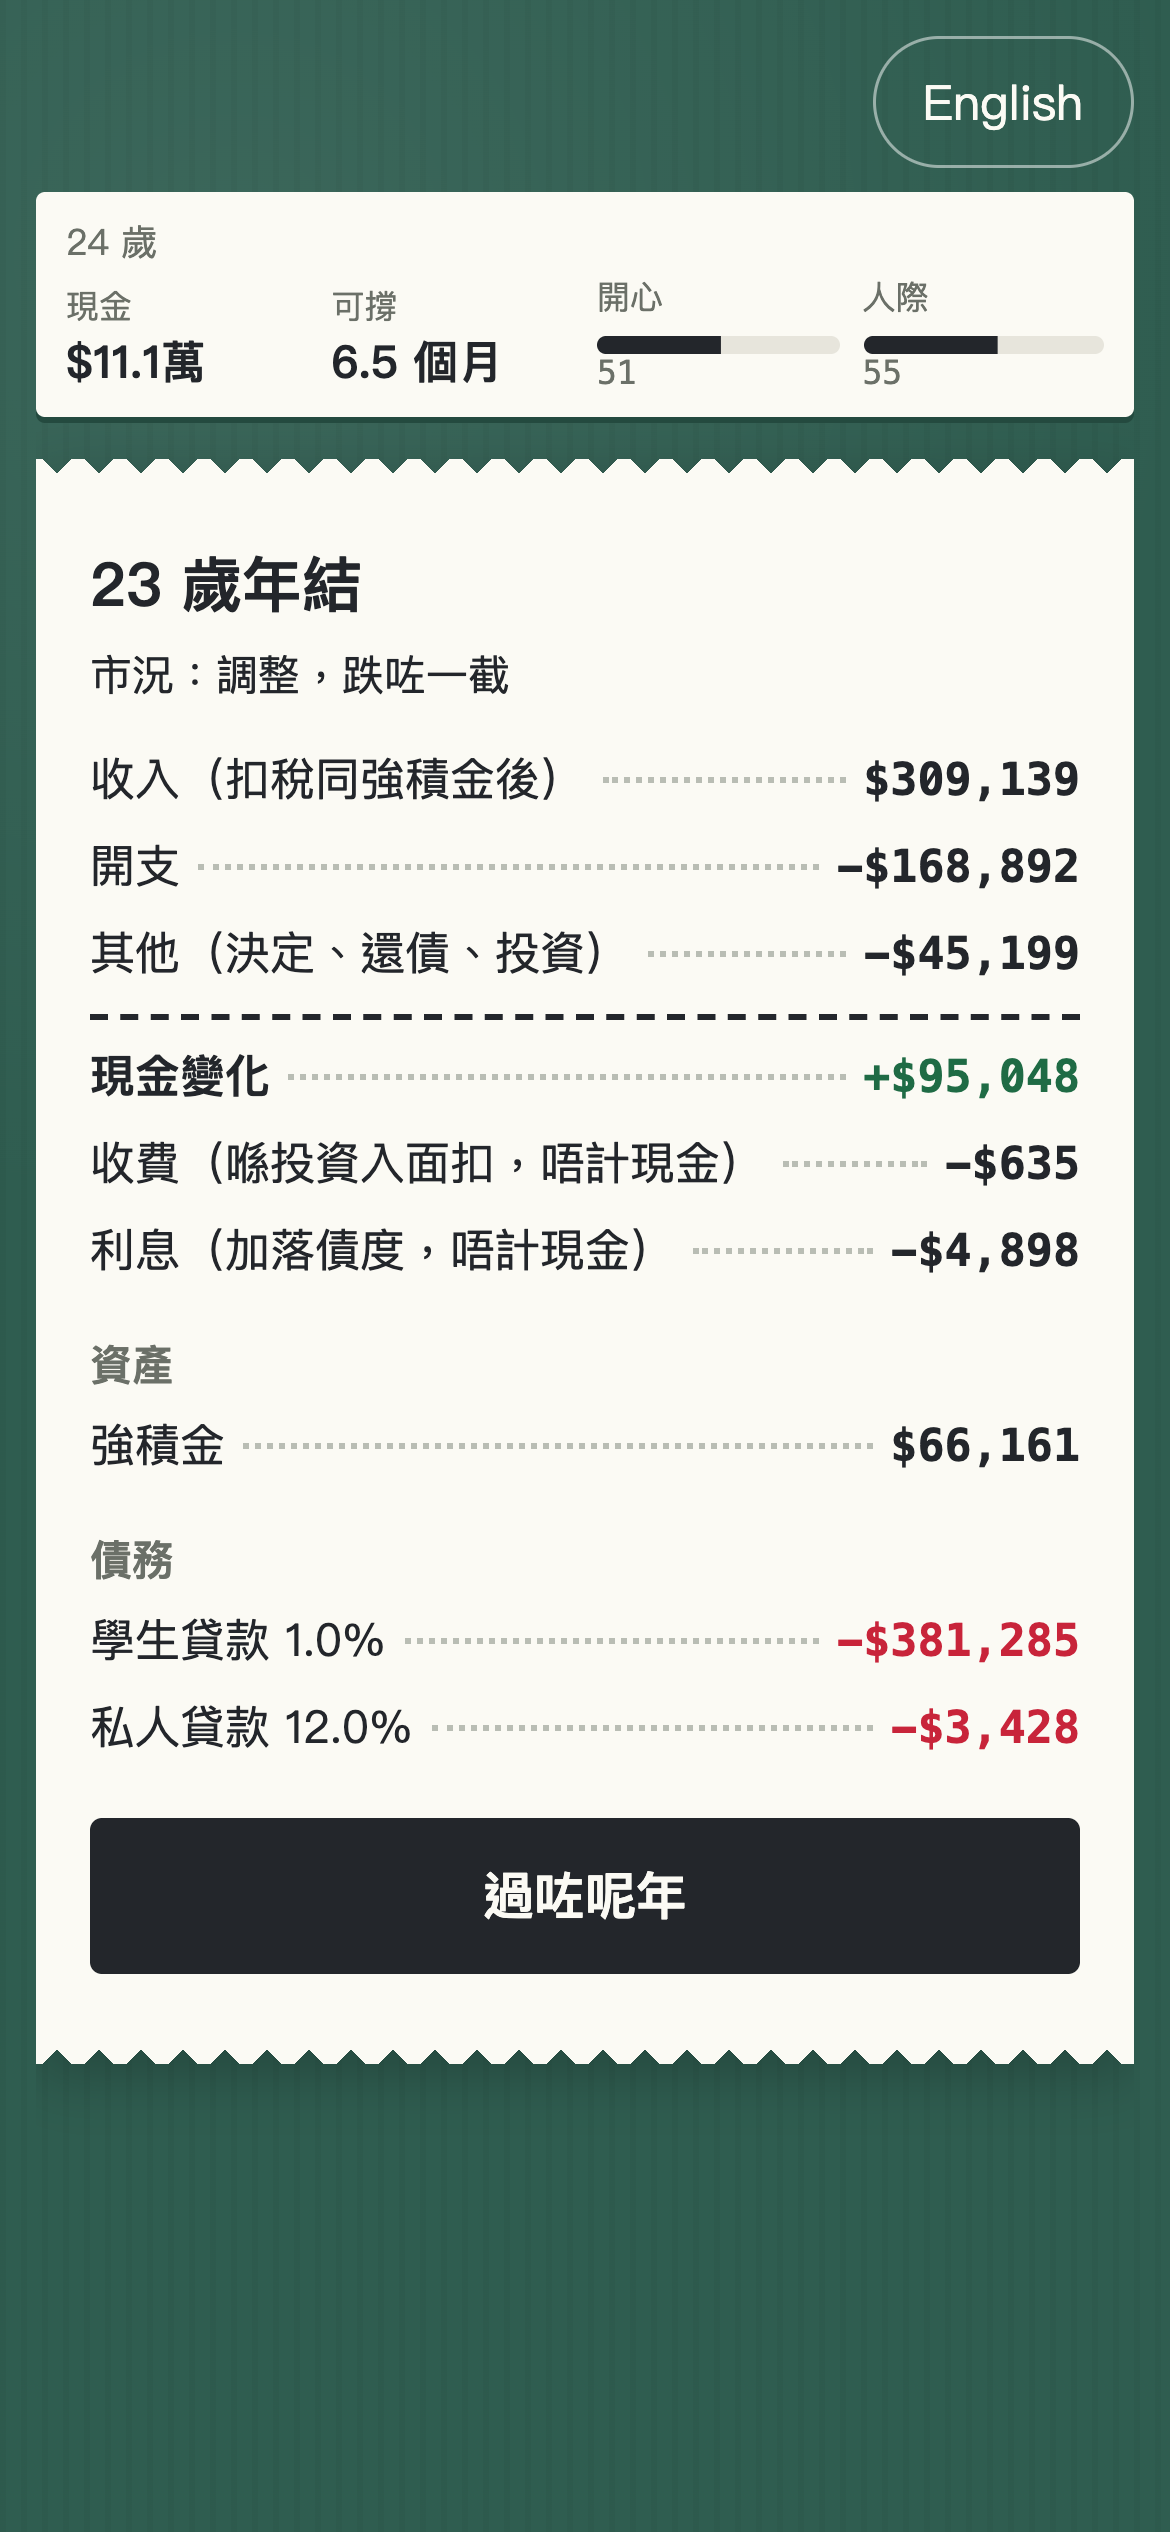 English
24 歲
現金 可撐 開心 人際
$11.1萬 6.5 個月 51 55
23 歲年結
市況：調整，跌咗一截
收入（扣稅同強積金後） $309,139
開支 −$168,892
其他（決定、還債、投資） −$45,199
現金變化 +$95,048
收費（喺投資入面扣，唔計現金） −$635
利息（加落債度，唔計現金） −$4,898
資產
強積金 $66,161
債務
學生貸款 1.0% −$381,285
私人貸款 12.0% −$3,428
過咗呢年